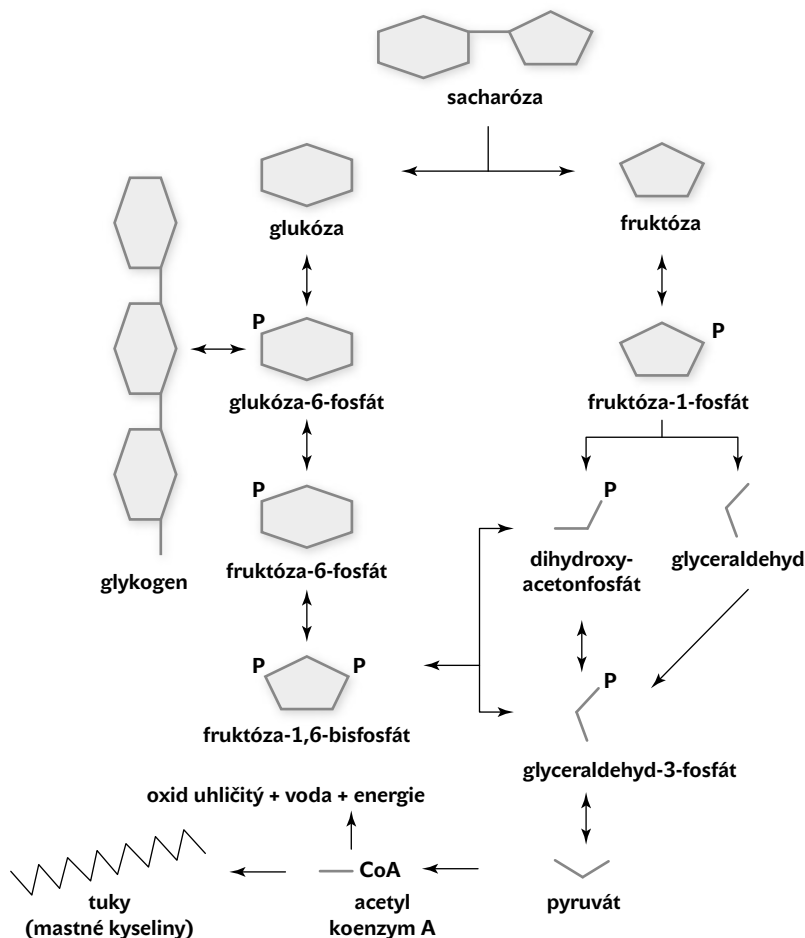 sacharóza
glukóza
fruktóza
P
P
glukóza-6-fosfát
fruktóza-1-fosfát
P
P
glykogen
fruktóza-6-fosfát
dihydroxy-
acetonfosfát
glyceraldehyd
P
P
P
fruktóza-1,6-bisfosfát
glyceraldehyd-3-fosfát
oxid uhličitý + voda + energie
CoA
tuky
(mastné kyseliny)
acetyl
koenzym A
pyruvát